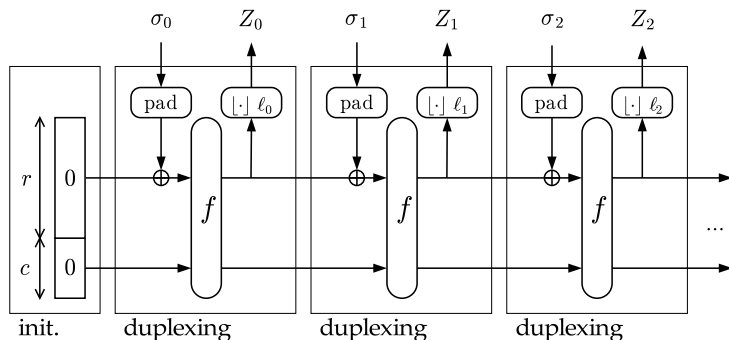 σ₀ Z₀ σ₁ Z₁ σ₂ Z₂
pad ⌊·⌋ ℓ₀ pad ⌊·⌋ ℓ₁ pad ⌊·⌋ ℓ₂
r 0
f f f
...
c 0
init. duplexing duplexing duplexing